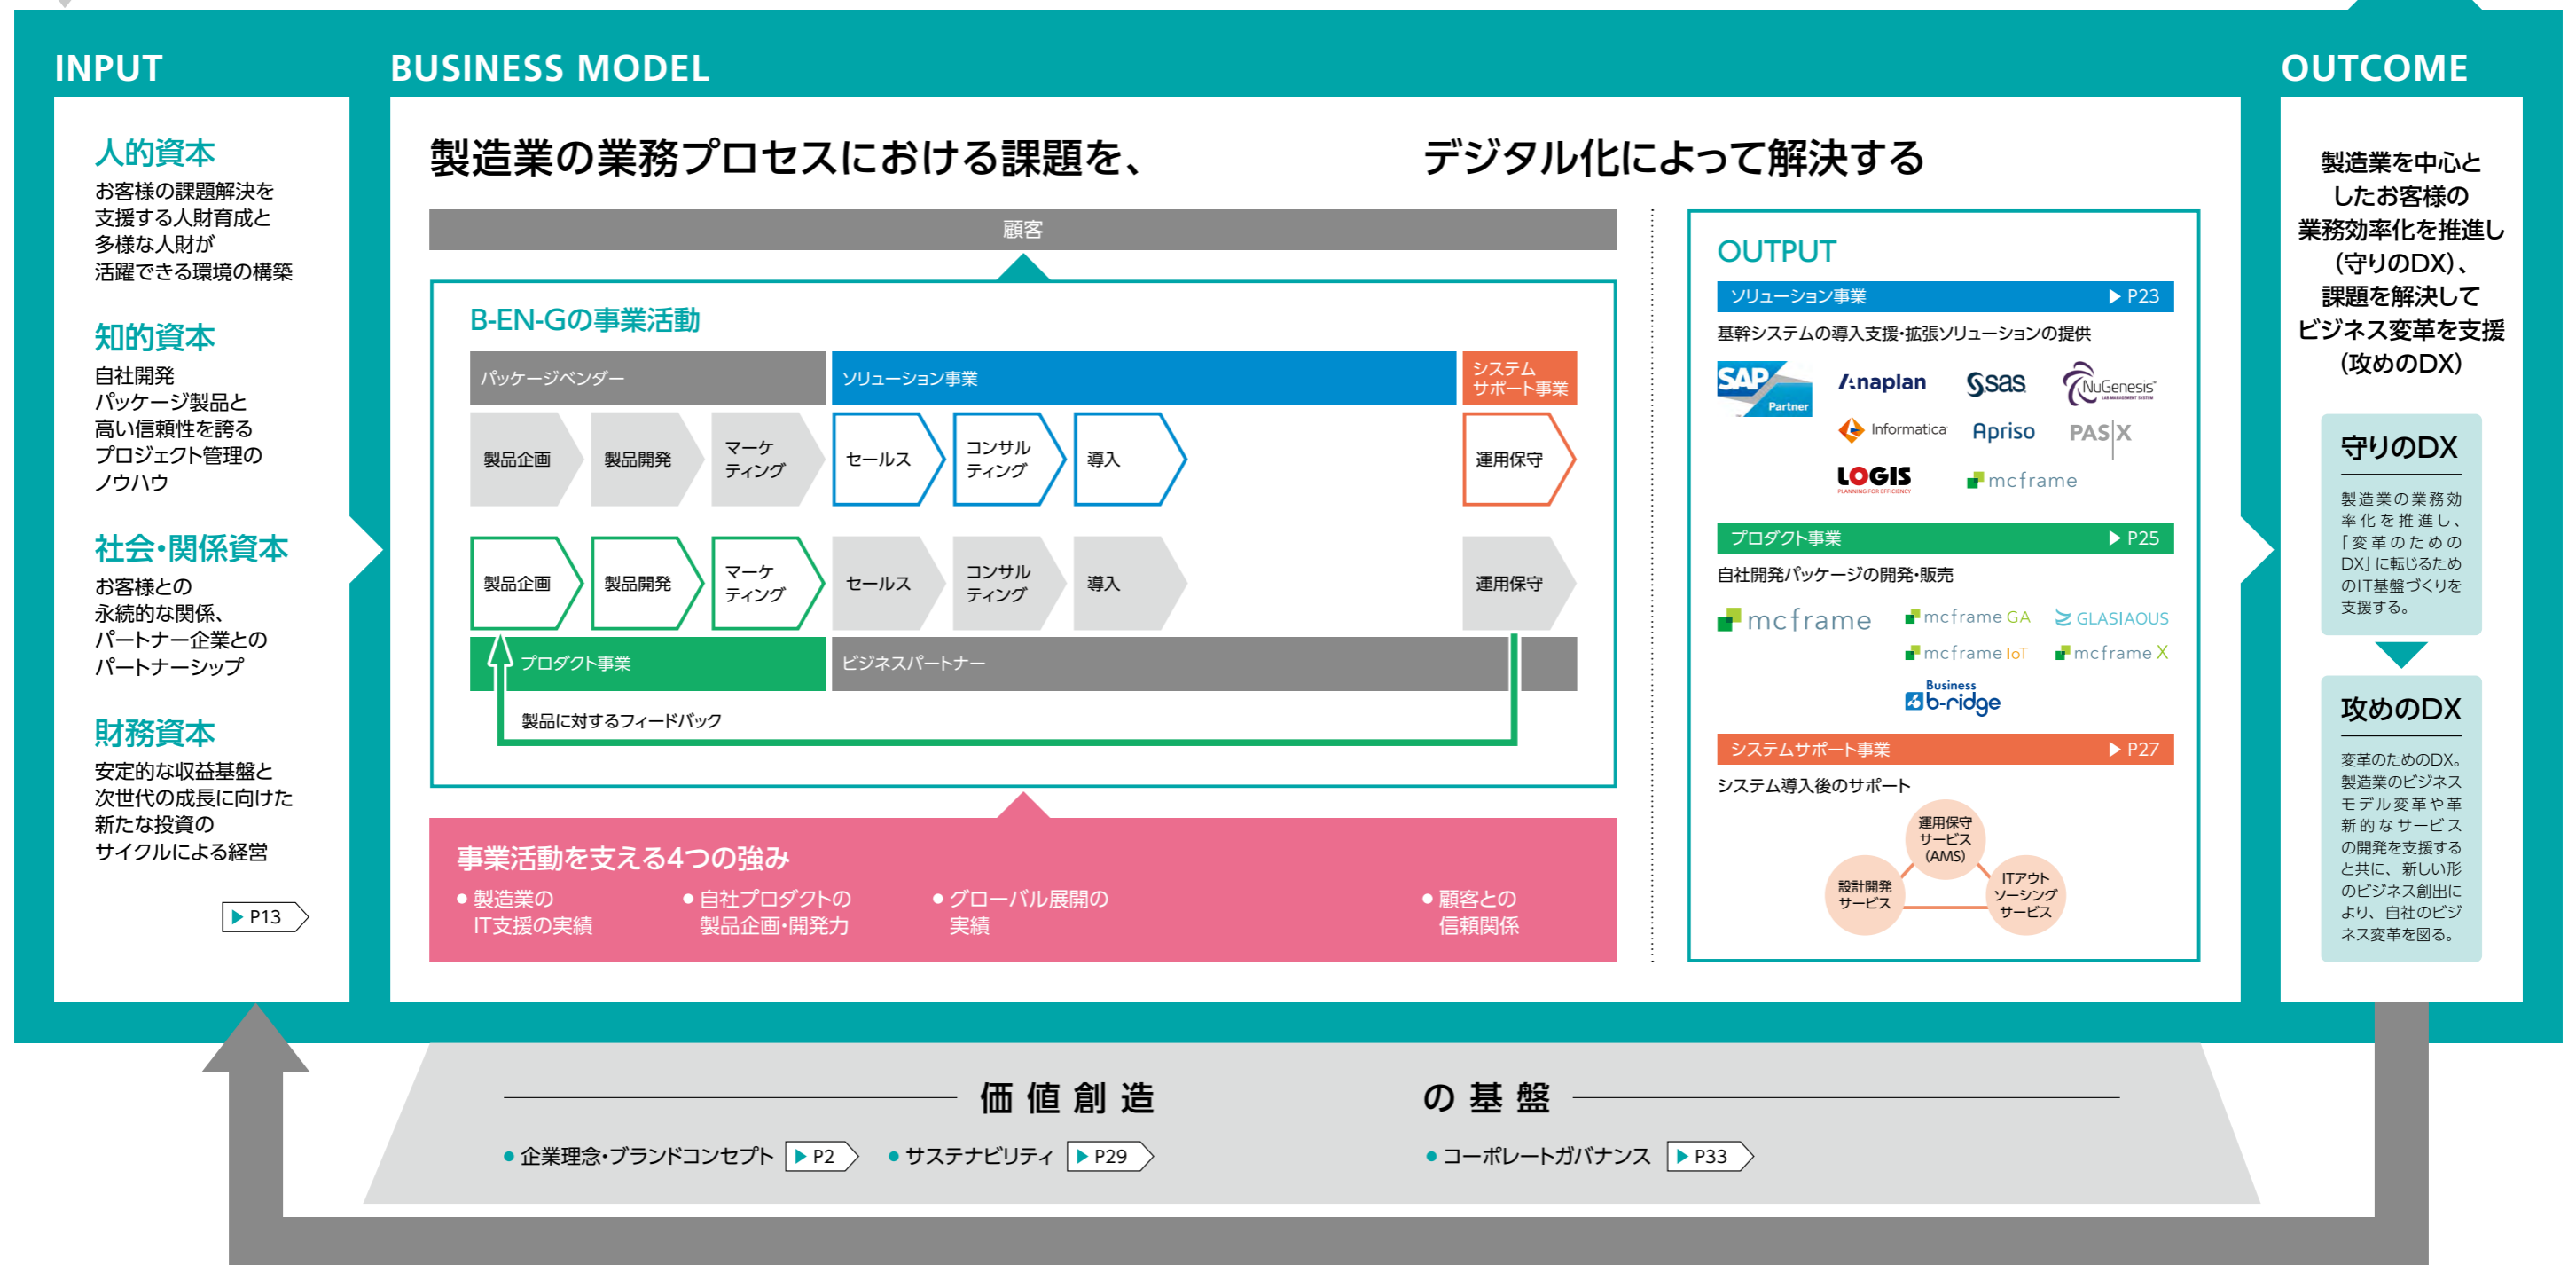 INPUT
人的資本
お客様の課題解決を
支援する人財育成と
多様な人財が
活躍できる環境の構築
知的資本
自社開発
パッケージ製品と
高い信頼性を誇る
プロジェクト管理の
ノウハウ
社会・関係資本
お客様との
永続的な関係、
パートナー企業との
パートナーシップ
財務資本
安定的な収益基盤と
次世代の成長に向けた
新たな投資の
サイクルによる経営
▶ P13
BUSINESS MODEL
製造業の業務プロセスにおける課題を、 デジタル化によって解決する
顧客
B-EN-Gの事業活動
パッケージベンダー
ソリューション事業
システム
サポート事業
製品企画
製品開発
マーケ
ティング
セールス
コンサル
ティング
導入
運用保守
製品企画
製品開発
マーケ
ティング
セールス
コンサル
ティング
導入
運用保守
プロダクト事業
ビジネスパートナー
製品に対するフィードバック
事業活動を支える4つの強み
● 製造業の
IT支援の実績
● 自社プロダクトの
製品企画・開発力
● グローバル展開の
実績
● 顧客との
信頼関係
OUTPUT
ソリューション事業 ▶ P23
基幹システムの導入支援・拡張ソリューションの提供
SAP
Partner
Anaplan
sas
NuGenesis™
LAB MANAGEMENT SYSTEM
Informatica
Apriso
PAS|X
LOGIS
PLANNING FOR EFFICIENCY
mcframe
プロダクト事業 ▶ P25
自社開発パッケージの開発・販売
mcframe
mcframe GA
GLASIAOUS
mcframe IoT
mcframe X
Business
b-ridge
システムサポート事業 ▶ P27
システム導入後のサポート
運用保守
サービス
(AMS)
設計開発
サービス
ITアウト
ソーシング
サービス
OUTCOME
製造業を中心と
したお客様の
業務効率化を推進し
(守りのDX)、
課題を解決して
ビジネス変革を支援
(攻めのDX)
守りのDX
製造業の業務効
率化を推進し、
「変革のための
DX」に転じるため
のIT基盤づくりを
支援する。
攻めのDX
変革のためのDX。
製造業のビジネス
モデル変革や革
新的なサービス
の開発を支援する
と共に、新しい形
のビジネス創出に
より、自社のビジ
ネス変革を図る。
価値創造の基盤
● 企業理念・ブランドコンセプト ▶ P2
● サステナビリティ ▶ P29
● コーポレートガバナンス ▶ P33